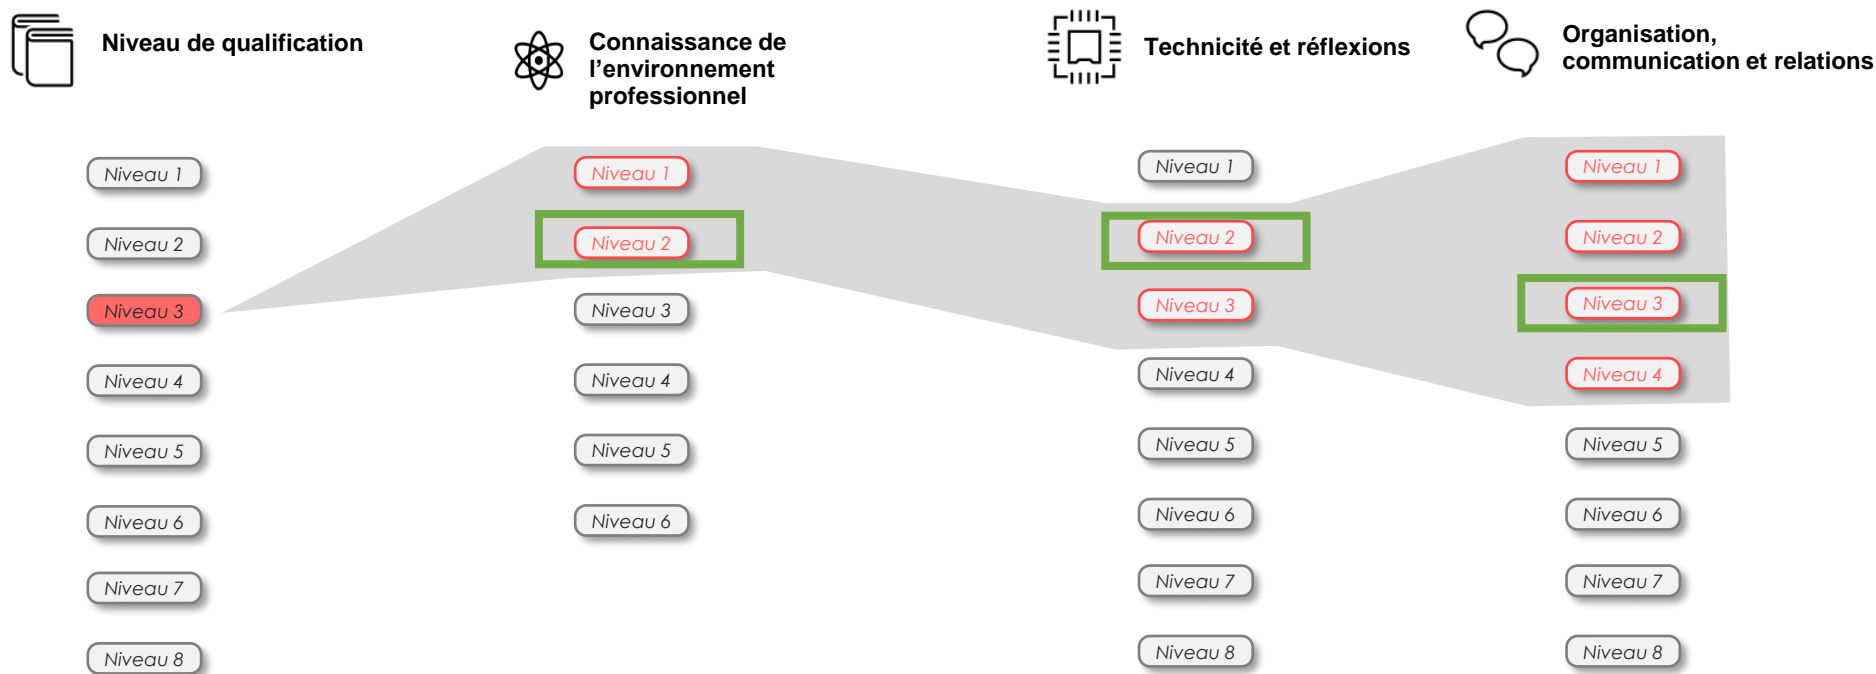 Niveau de qualification
Connaissance de
l’environnement
professionnel
Technicité et réflexions
Organisation,
communication et relations
Niveau 1
Niveau 2
Niveau 3
Niveau 4
Niveau 5
Niveau 6
Niveau 7
Niveau 8
Niveau 1
Niveau 2
Niveau 3
Niveau 4
Niveau 5
Niveau 6
Niveau 1
Niveau 2
Niveau 3
Niveau 4
Niveau 5
Niveau 6
Niveau 7
Niveau 8
Niveau 1
Niveau 2
Niveau 3
Niveau 4
Niveau 5
Niveau 6
Niveau 7
Niveau 8